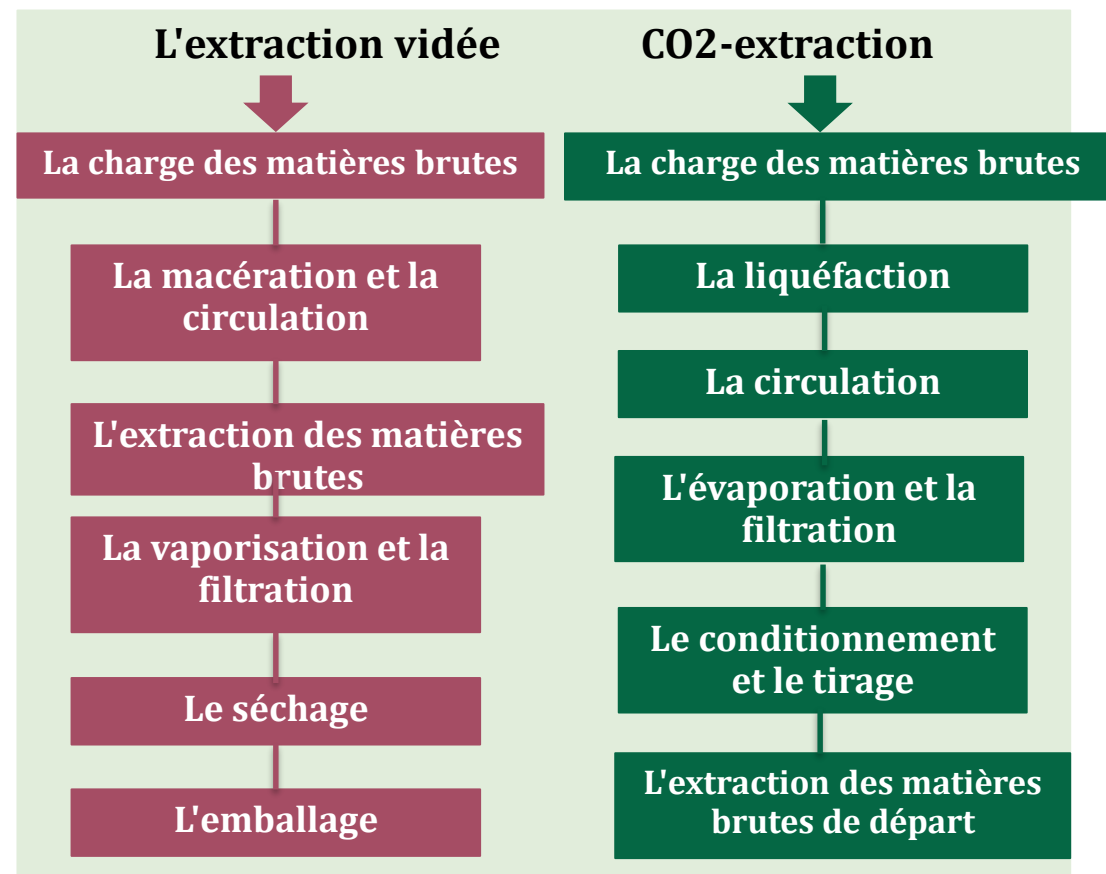 L'extraction vidée
La charge des matières brutes
La macération et la
circulation
L'extraction des matières
brutes
La vaporisation et la
filtration
Le séchage
L'emballage
CO2-extraction
La charge des matières brutes
La liquéfaction
La circulation
L'évaporation et la
filtration
Le conditionnement
et le tirage
L'extraction des matières
brutes de départ